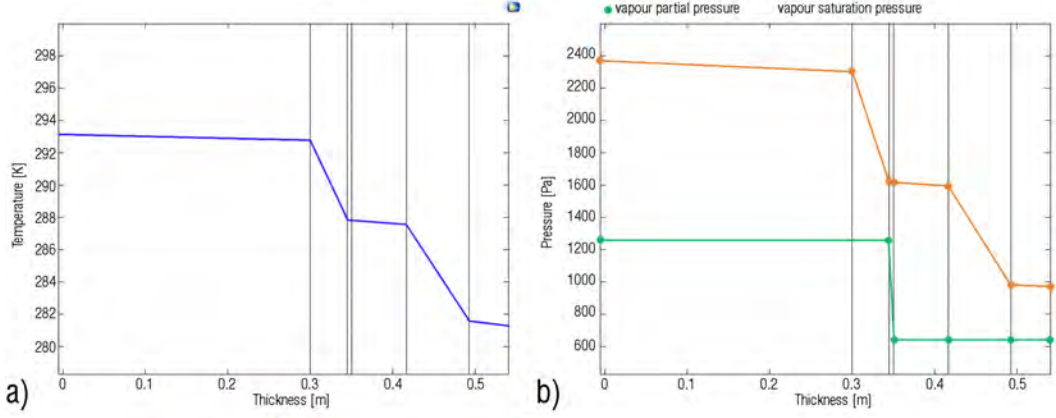 vapour partial pressure vapour saturation pressure
298
296
294
292
290
288
286
284
282
280
Temperature [K]
0 0.1 0.2 0.3 0.4 0.5
Thickness [m]
a)
2400
2200
2000
1800
1600
1400
1200
1000
800
600
Pressure [Pa]
0 0.1 0.2 0.3 0.4 0.5
Thickness [m]
b)